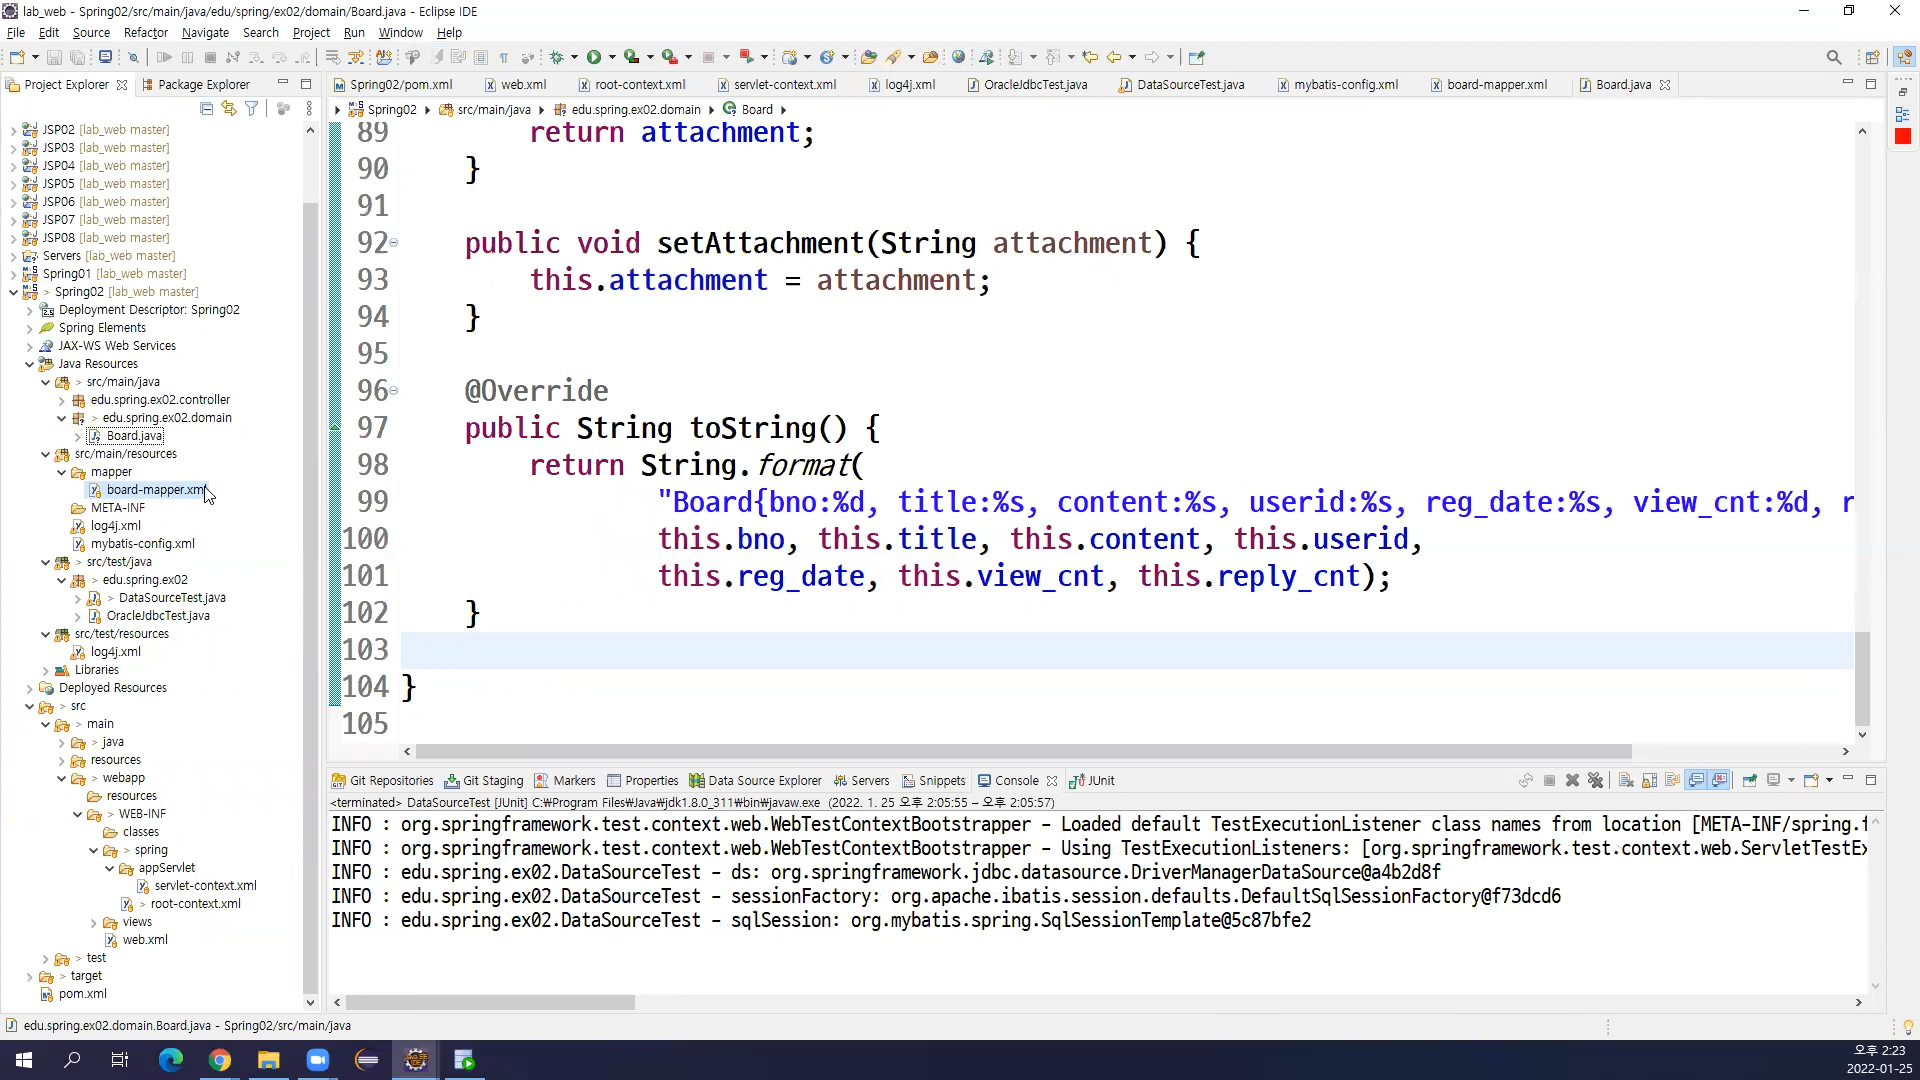 lab_web - Spring02/src/main/java/edu/spring/ex02/domain/Board.java - Eclipse IDE
File Edit Source Refactor Navigate Search Project Run Window Help
Project Explorer Package Explorer
Spring02/pom.xml web.xml root-context.xml servlet-context.xml log4j.xml OracleJdbcTest.java DataSourceTest.java mybatis-config.xml board-mapper.xml Board.java
Spring02 src/main/java edu.spring.ex02.domain Board
JSP02 [lab_web master]
JSP03 [lab_web master]
JSP04 [lab_web master]
JSP05 [lab_web master]
JSP06 [lab_web master]
JSP07 [lab_web master]
JSP08 [lab_web master]
Servers [lab_web master]
Spring01 [lab_web master]
> Spring02 [lab_web master]
Deployment Descriptor: Spring02
Spring Elements
JAX-WS Web Services
Java Resources
> src/main/java
edu.spring.ex02.controller
> edu.spring.ex02.domain
Board.java
src/main/resources
mapper
board-mapper.xml
META-INF
log4j.xml
mybatis-config.xml
> src/test/java
> edu.spring.ex02
> DataSourceTest.java
OracleJdbcTest.java
src/test/resources
log4j.xml
Libraries
Deployed Resources
> src
> main
> java
resources
> webapp
resources
> WEB-INF
classes
> spring
appServlet
servlet-context.xml
> root-context.xml
views
web.xml
> test
> target
pom.xml
89 return attachment;
90 }
91
92 public void setAttachment(String attachment) {
93 this.attachment = attachment;
94 }
95
96 @Override
97 public String toString() {
98 return String.format(
99 "Board{bno:%d, title:%s, content:%s, userid:%s, reg_date:%s, view_cnt:%d, r
100 this.bno, this.title, this.content, this.userid,
101 this.reg_date, this.view_cnt, this.reply_cnt);
102 }
103
104 }
105
Git Repositories Git Staging Markers Properties Data Source Explorer Servers Snippets Console JUnit
<terminated> DataSourceTest [JUnit] C:₩Program Files₩Java₩jdk1.8.0_311₩bin₩javaw.exe (2022. 1. 25 오후 2:05:55 – 오후 2:05:57)
INFO : org.springframework.test.context.web.WebTestContextBootstrapper - Loaded default TestExecutionListener class names from location [META-INF/spring.f
INFO : org.springframework.test.context.web.WebTestContextBootstrapper - Using TestExecutionListeners: [org.springframework.test.context.web.ServletTestEx
INFO : edu.spring.ex02.DataSourceTest - ds: org.springframework.jdbc.datasource.DriverManagerDataSource@a4b2d8f
INFO : edu.spring.ex02.DataSourceTest - sessionFactory: org.apache.ibatis.session.defaults.DefaultSqlSessionFactory@f73dcd6
INFO : edu.spring.ex02.DataSourceTest - sqlSession: org.mybatis.spring.SqlSessionTemplate@5c87bfe2
edu.spring.ex02.domain.Board.java - Spring02/src/main/java
오후 2:23
2022-01-25